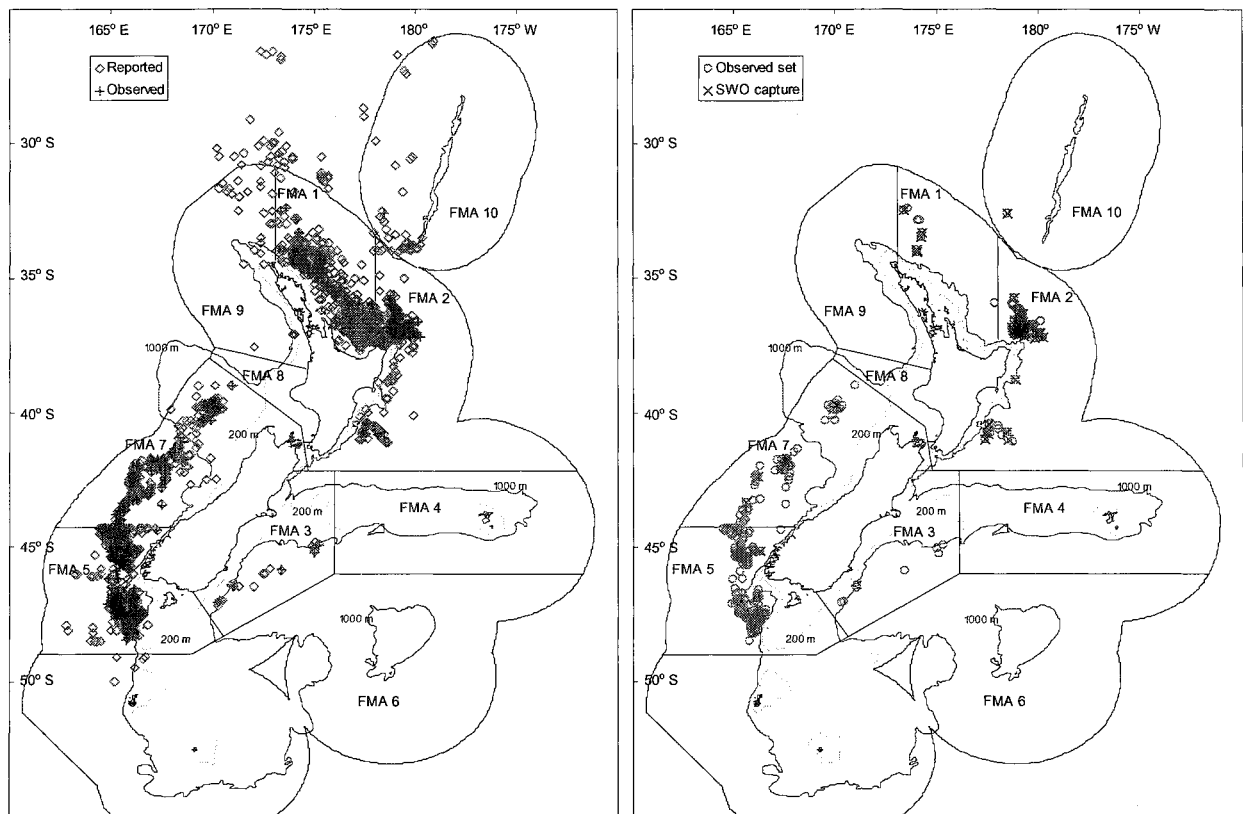 165° E 170° E 175° E 180° 175° W
Reported
Observed
30° S
35° S
40° S
45° S
50° S
FMA 1
FMA 10
FMA 2
FMA 9
1000 m
FMA 8
200 m
FMA 7
1000 m
200 m
FMA 4
FMA 3
FMA 5
1000 m
200 m
FMA 6
165° E 170° E 175° E 180° 175° W
Observed set
SWO capture
30° S
35° S
40° S
45° S
50° S
FMA 1
FMA 10
FMA 2
FMA 9
1000 m
FMA 8
200 m
FMA 7
1000 m
200 m
FMA 4
FMA 3
FMA 5
1000 m
200 m
FMA 6